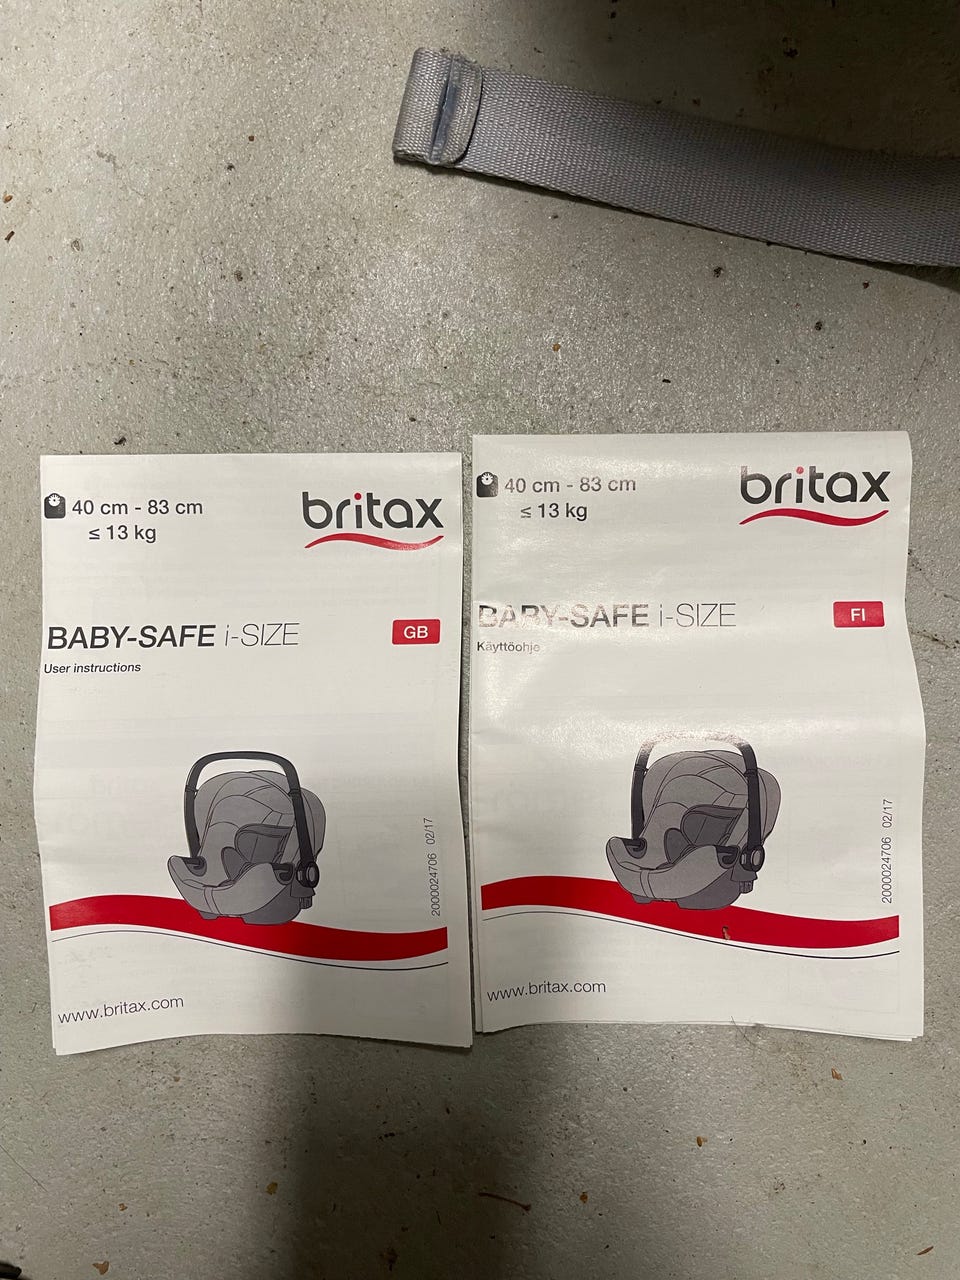 40 cm - 83 cm
≤ 13 kg
britax
BABY-SAFE i-SIZE
GB
User instructions
2000024706 02/17
www.britax.com
40 cm - 83 cm
≤ 13 kg
britax
BABY-SAFE i-SIZE
FI
Käyttöohje
2000024706 02/17
www.britax.com